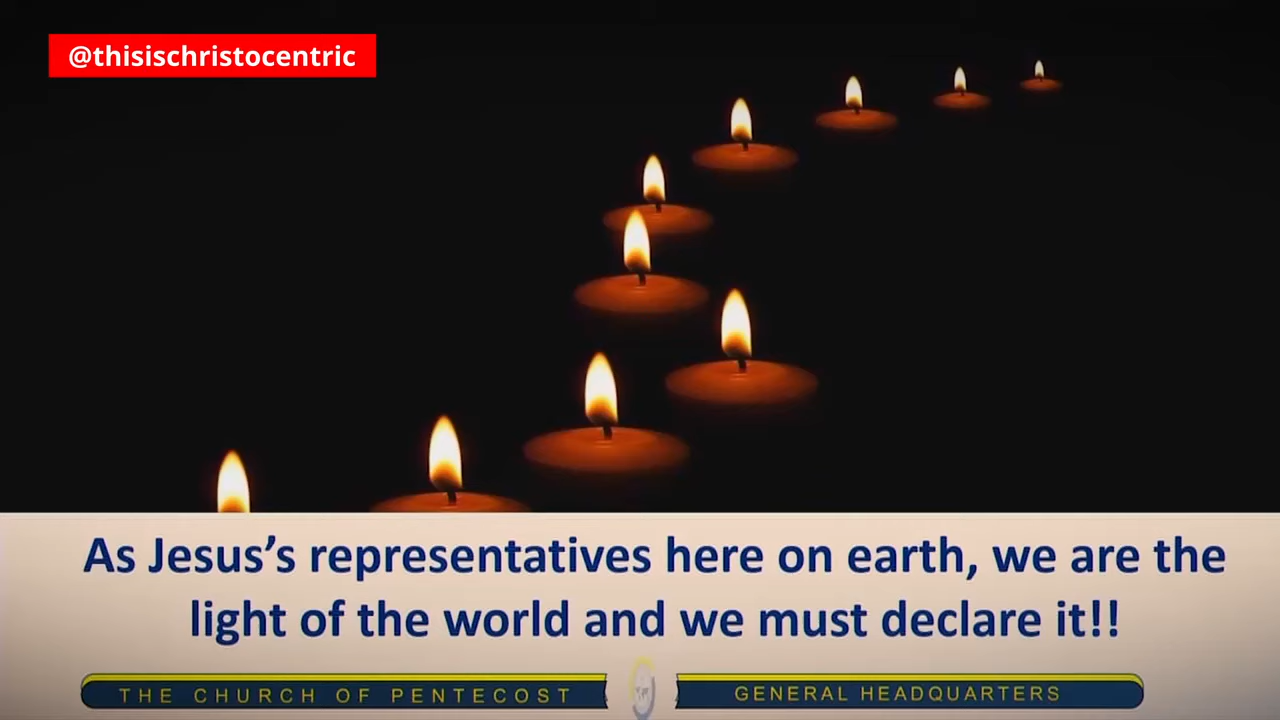 @thisischristocentric
As Jesus’s representatives here on earth, we are the
light of the world and we must declare it!!
THE CHURCH OF PENTECOST
GENERAL HEADQUARTERS